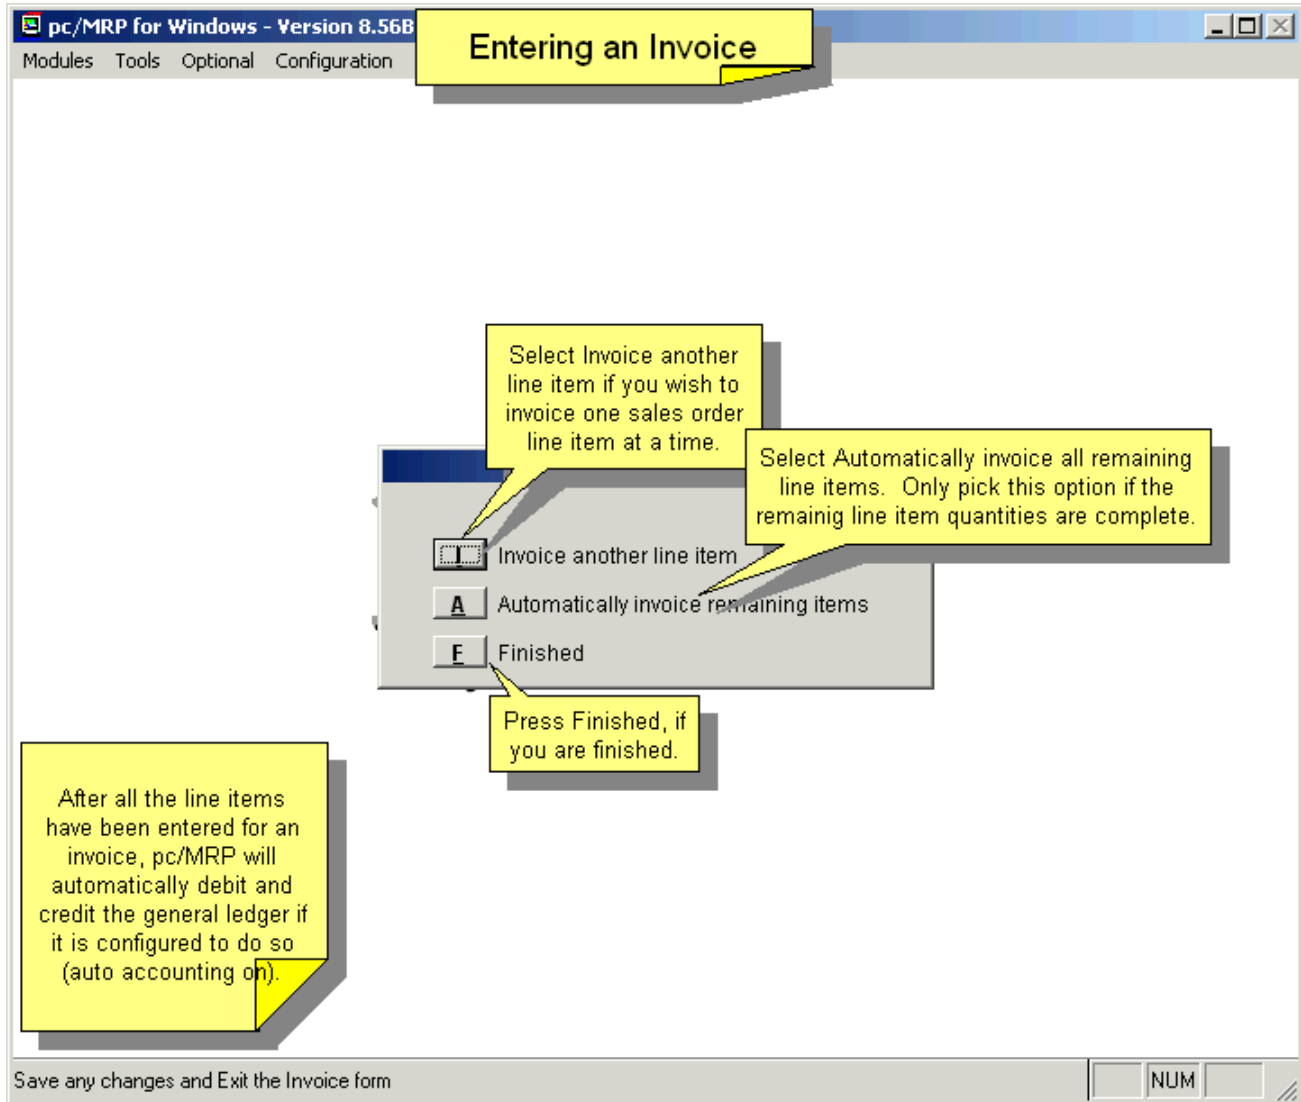 pc/MRP for Windows - Version 8.56B
Entering an Invoice
Modules Tools Optional Configuration
Select Invoice another
line item if you wish to
invoice one sales order
line item at a time.
Select Automatically invoice all remaining
line items. Only pick this option if the
remainig line item quantities are complete.
I Invoice another line item
A Automatically invoice remaining items
F Finished
Press Finished, if
you are finished.
After all the line items
have been entered for an
invoice, pc/MRP will
automatically debit and
credit the general ledger if
it is configured to do so
(auto accounting on).
Save any changes and Exit the Invoice form
NUM